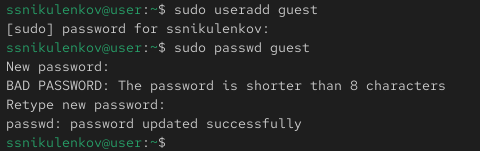 ssnikulenkov@user:~$ sudo useradd guest
[sudo] password for ssnikulenkov:
ssnikulenkov@user:~$ sudo passwd guest
New password:
BAD PASSWORD: The password is shorter than 8 characters
Retype new password:
passwd: password updated successfully
ssnikulenkov@user:~$